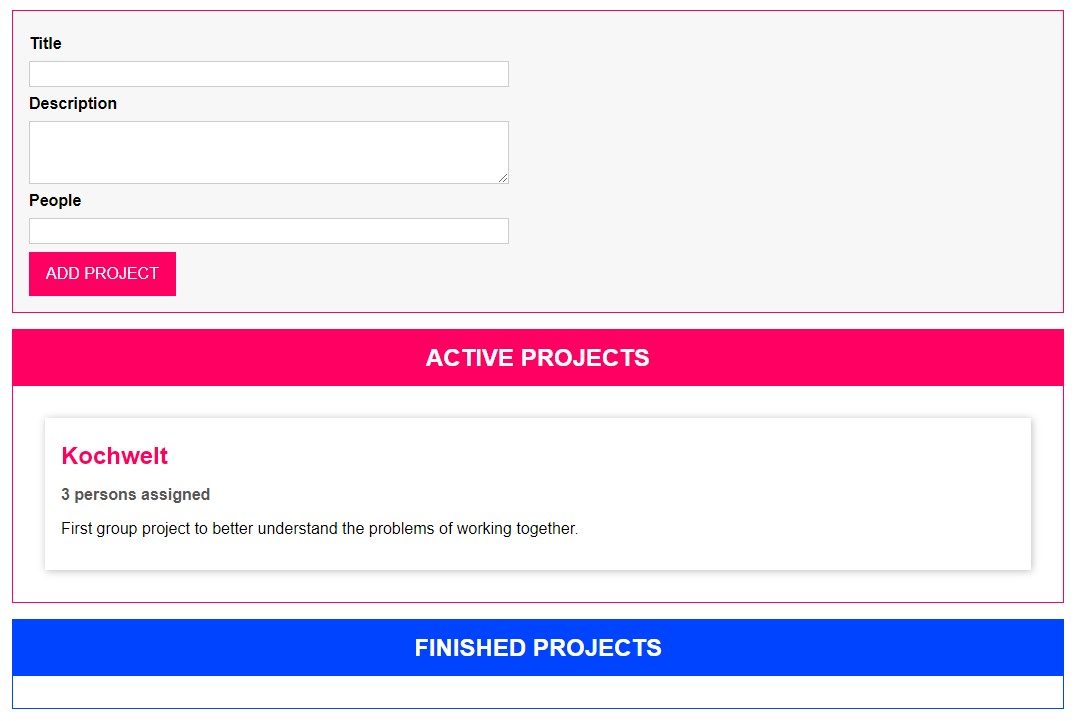 Title
Description
People
ADD PROJECT
ACTIVE PROJECTS
Kochwelt
3 persons assigned
First group project to better understand the problems of working together.
FINISHED PROJECTS